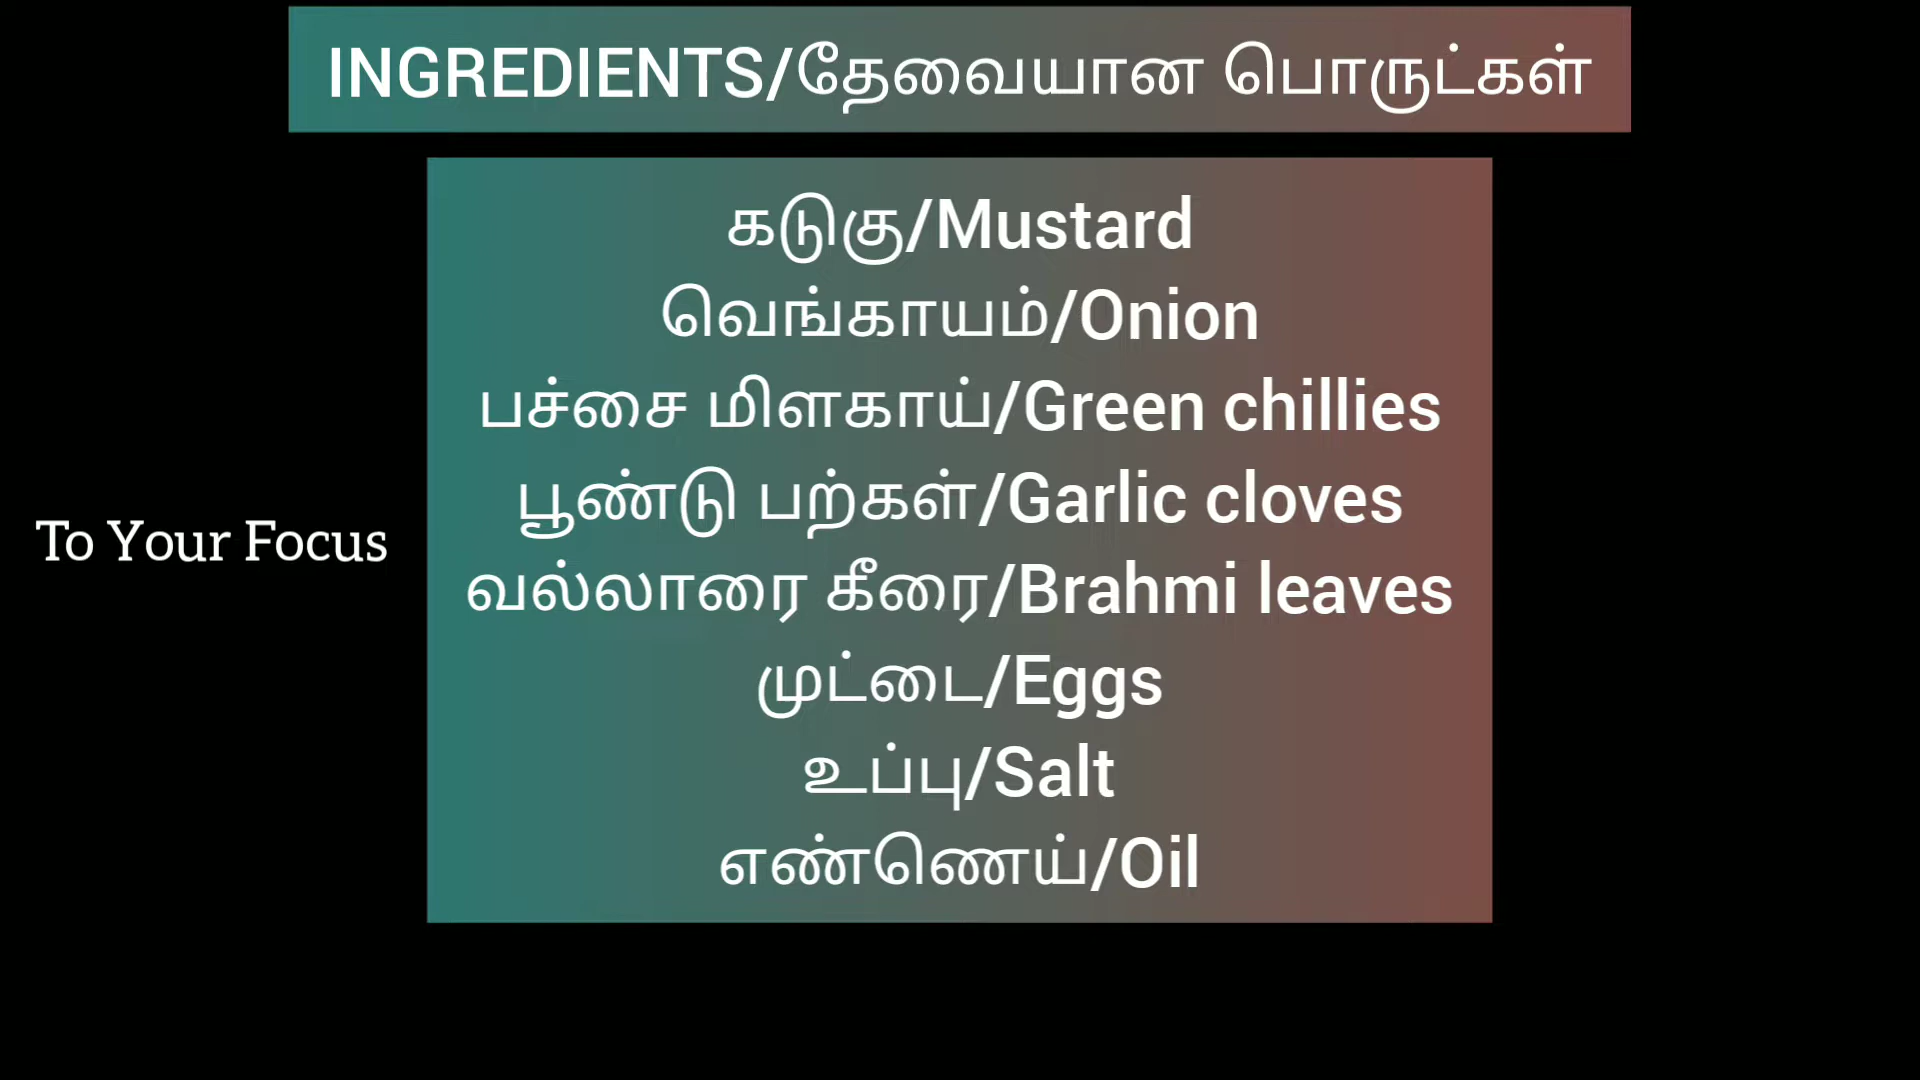 INGREDIENTS/தேவையான பொருட்கள்
கடுகு/Mustard
வெங்காயம்/Onion
பச்சை மிளகாய்/Green chillies
பூண்டு பற்கள்/Garlic cloves
வல்லாரை கீரை/Brahmi leaves
முட்டை/Eggs
உப்பு/Salt
எண்ணெய்/Oil
To Your Focus